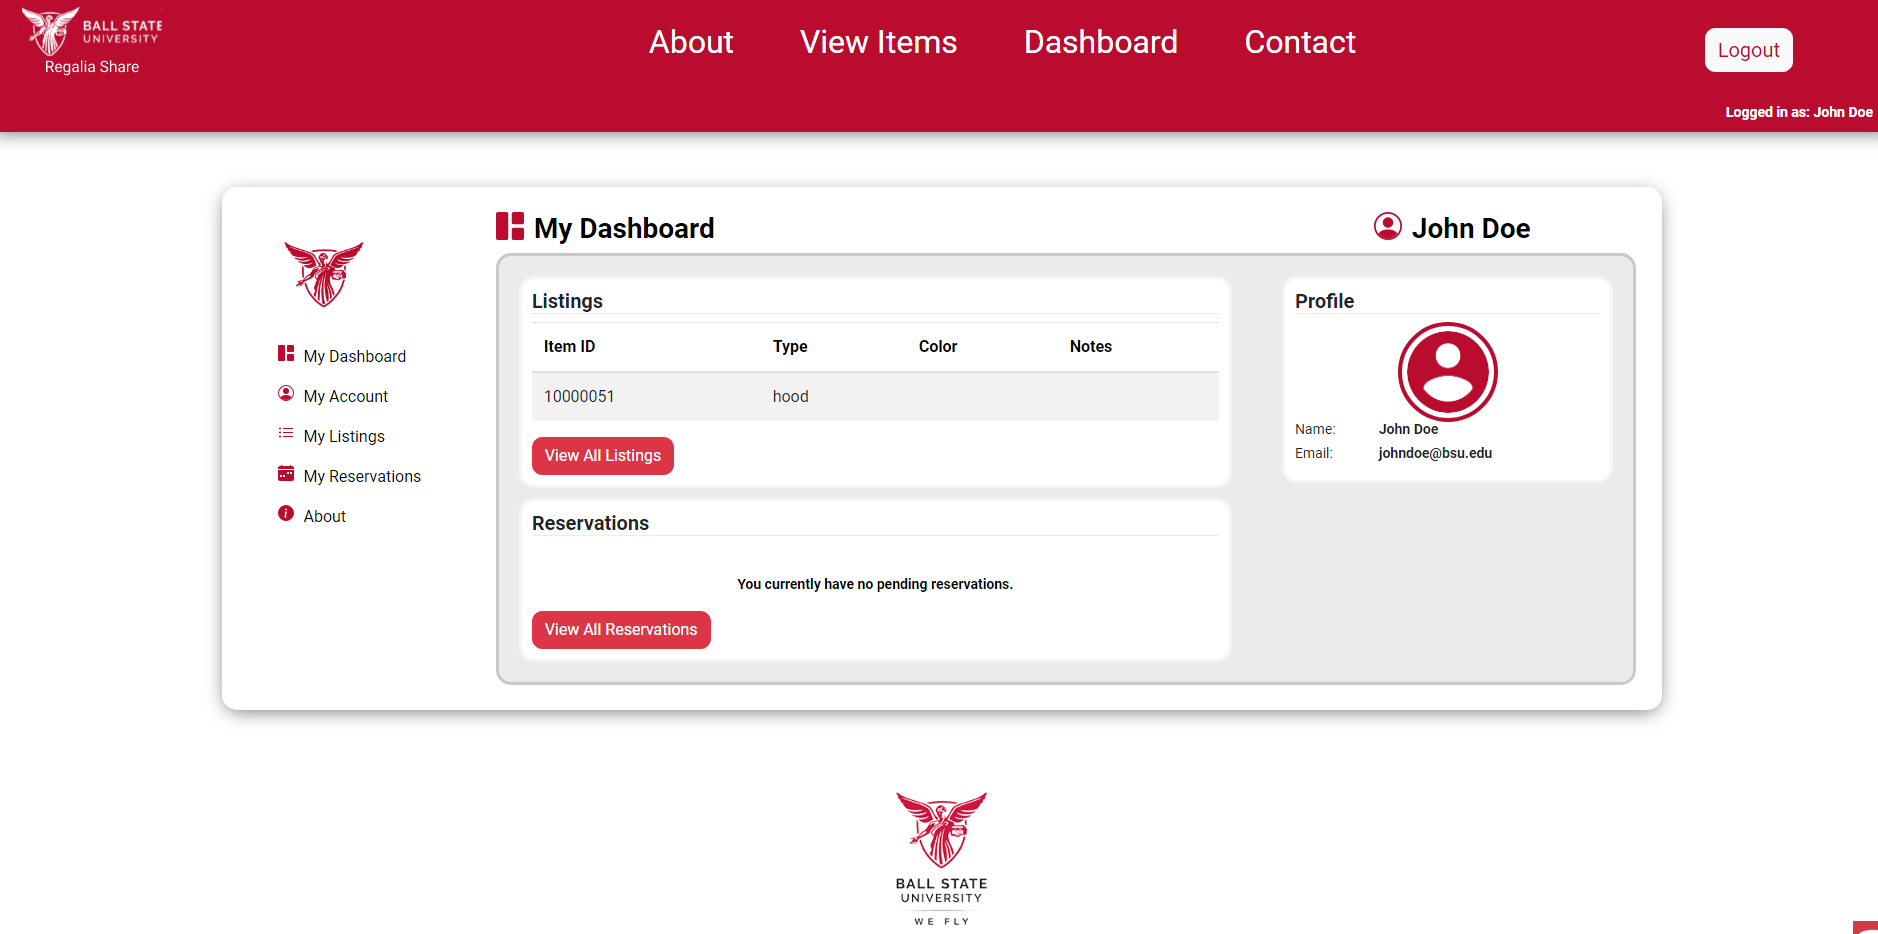 BALL STATE
UNIVERSITY
Regalia Share
About View Items Dashboard Contact
Logout
Logged in as: John Doe
My Dashboard
John Doe
My Dashboard
My Account
My Listings
My Reservations
About
Listings
Item ID Type Color Notes
10000051 hood
View All Listings
Reservations
You currently have no pending reservations.
View All Reservations
Profile
Name: John Doe
Email: johndoe@bsu.edu
BALL STATE
UNIVERSITY
WE FLY